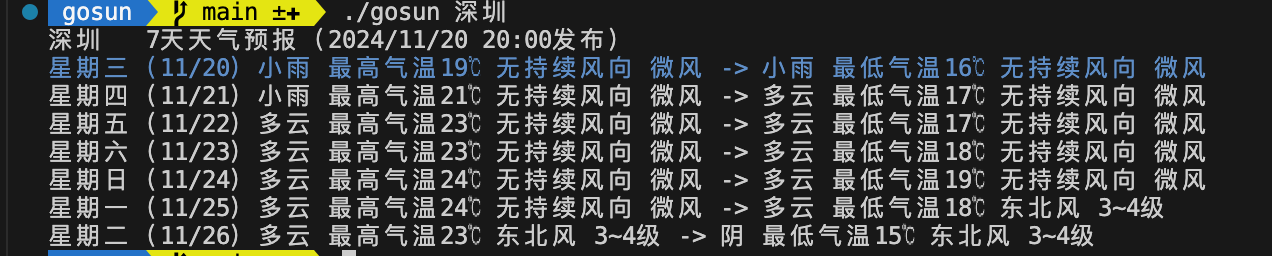 gosun main ±+ ./gosun 深圳
深圳 7天天气预报 (2024/11/20 20:00发布)
星期三 (11/20) 小雨 最高气温19℃ 无持续风向 微风 -> 小雨 最低气温16℃ 无持续风向 微风
星期四 (11/21) 小雨 最高气温21℃ 无持续风向 微风 -> 多云 最低气温17℃ 无持续风向 微风
星期五 (11/22) 多云 最高气温23℃ 无持续风向 微风 -> 多云 最低气温17℃ 无持续风向 微风
星期六 (11/23) 多云 最高气温23℃ 无持续风向 微风 -> 多云 最低气温18℃ 无持续风向 微风
星期日 (11/24) 多云 最高气温24℃ 无持续风向 微风 -> 多云 最低气温19℃ 无持续风向 微风
星期一 (11/25) 多云 最高气温24℃ 无持续风向 微风 -> 多云 最低气温18℃ 东北风 3~4级
星期二 (11/26) 多云 最高气温23℃ 东北风 3~4级 -> 阴 最低气温15℃ 东北风 3~4级